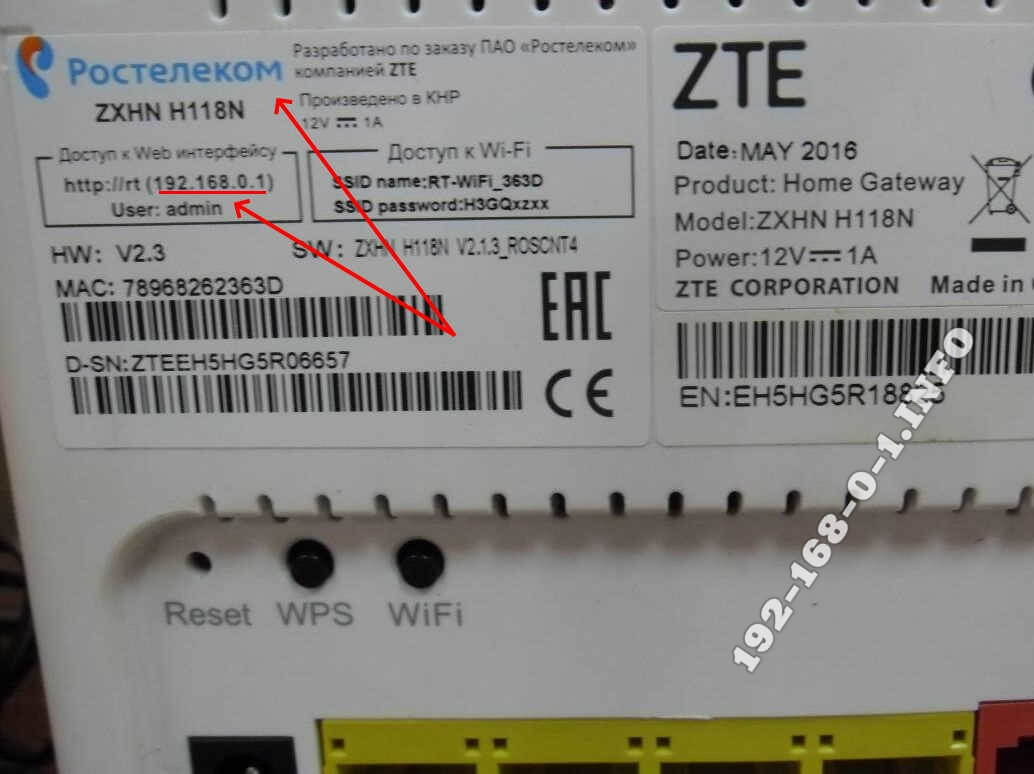 Ростелеком
Разработано по заказу ПАО «Ростелеком»
компанией ZTE
ZXHN H118N
Произведено в КНР
12V 1A
Доступ к Web интерфейсу
http://rt (192.168.0.1)
User: admin
Доступ к Wi-Fi
SSID name:RT-WiFi_363D
SSID password:H3GQxzxx
HW: V2.3
SW: ZXHN H118N V2.1.3_ROSCNT4
MAC: 78968262363D
D-SN:ZTEEH5HG5R06657
EAC
CE
ZTE
Date:MAY 2016
Product: Home Gateway
Model:ZXHN H118N
Power:12V 1A
ZTE CORPORATION Made in
192-168-0-1.INFO
Reset WPS WiFi